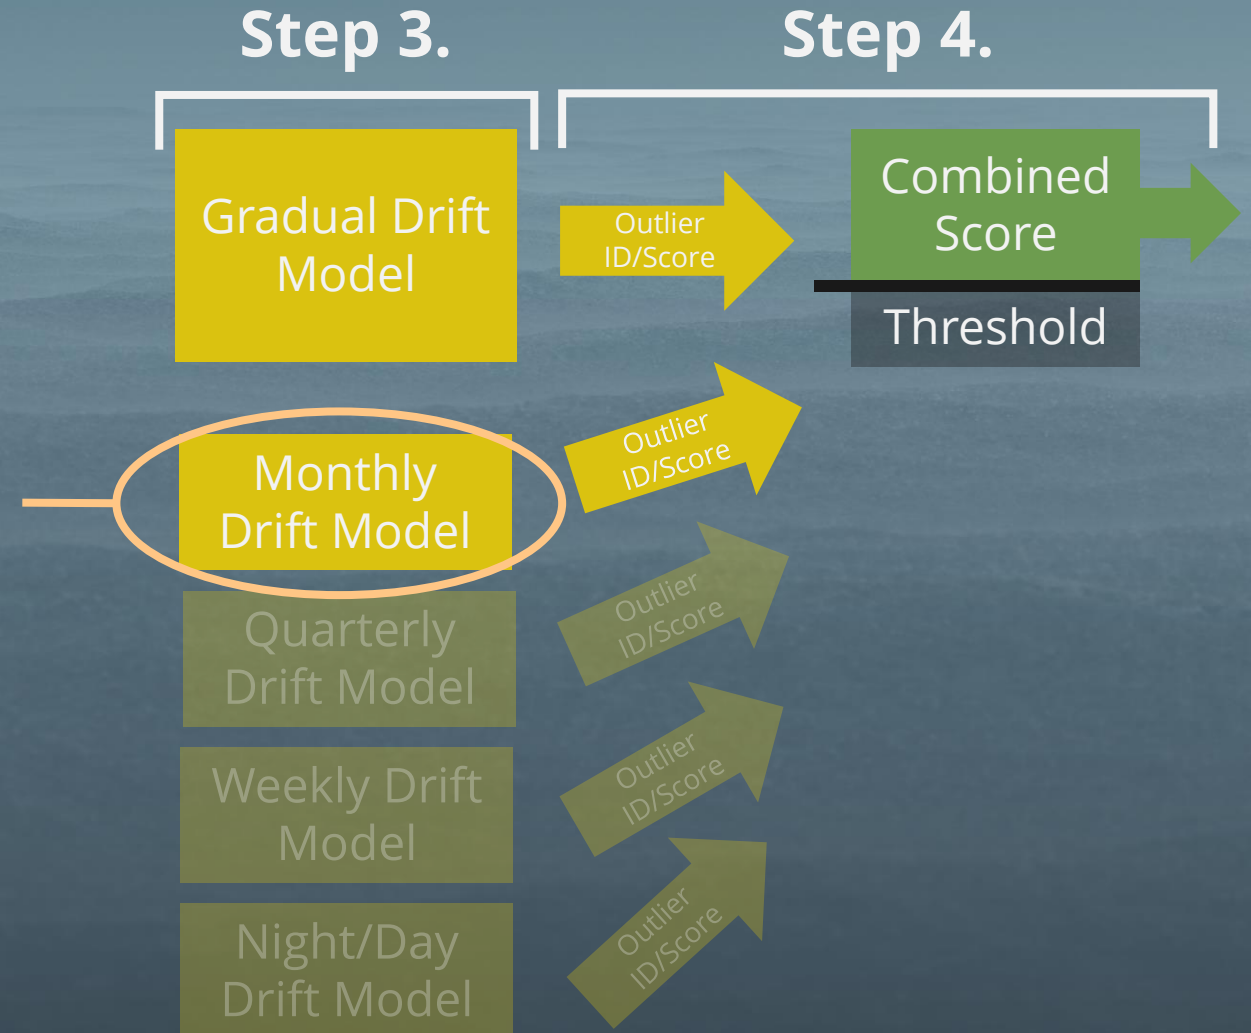 Step 3.
Step 4.
Gradual Drift
Model
Outlier
ID/Score
Combined
Score
Threshold
Monthly
Drift Model
Outlier
ID/Score
Quarterly
Drift Model
Outlier
ID/Score
Weekly Drift
Model
Outlier
ID/Score
Night/Day
Drift Model
Outlier
ID/Score